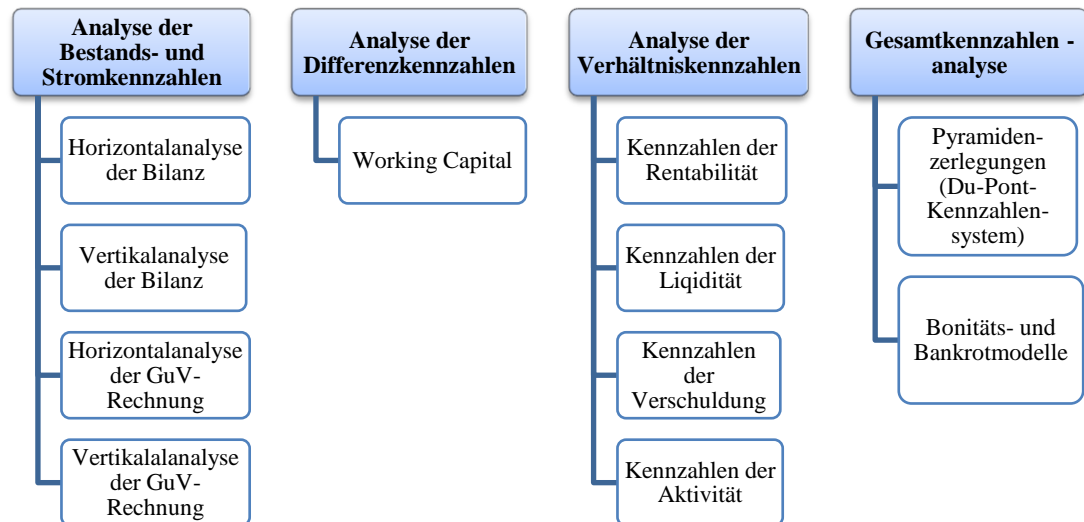 Analyse der
Bestands- und
Stromkennzahlen
Horizontalanalyse
der Bilanz
Vertikalanalyse
der Bilanz
Horizontalanalyse
der GuV-
Rechnung
Vertikalalanalyse
der GuV-
Rechnung
Analyse der
Differenzkennzahlen
Working Capital
Analyse der
Verhältniskennzahlen
Kennzahlen der
Rentabilität
Kennzahlen der
Liqidität
Kennzahlen
der
Verschuldung
Kennzahlen der
Aktivität
Gesamtkennzahlen -
analyse
Pyramiden-
zerlegungen
(Du-Pont-
Kennzahlen-
system)
Bonitäts- und
Bankrotmodelle